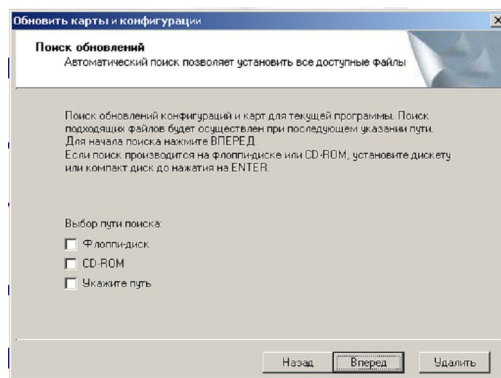 Обновить карты и конфигурации
Поиск обновлений
Автоматический поиск позволяет установить все доступные файлы
Поиск обновлений конфигураций и карт для текущей программы. Поиск
подходящих файлов будет осуществлен при последующем указании пути.
Для начала поиска нажмите ВПЕРЕД.
Если поиск производится на флоппи-диске или CD-ROM, установите дискету
или компакт диск до нажатия на ENTER.
Выбор пути поиска:
Флоппи-диск
CD-ROM
Укажите путь
Назад Вперед Удалить